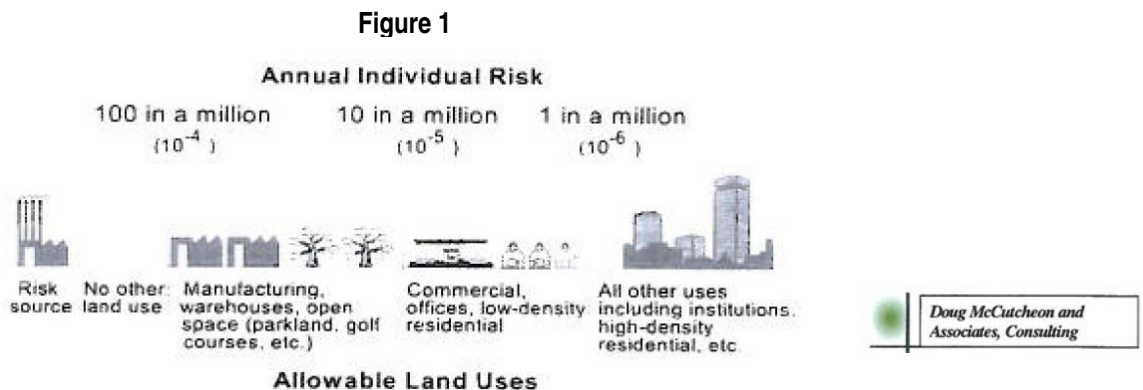 Figure 1
Annual Individual Risk
100 in a million
(10^-4 )
10 in a million
(10^-5 )
1 in a million
(10^-6 )
Risk
source
No other
land use
Manufacturing,
warehouses, open
space (parkland, golf
courses, etc.)
Commercial,
offices, low-density
residential
All other uses
including institutions,
high-density
residential, etc.
Allowable Land Uses
Doug McCutcheon and
Associates, Consulting